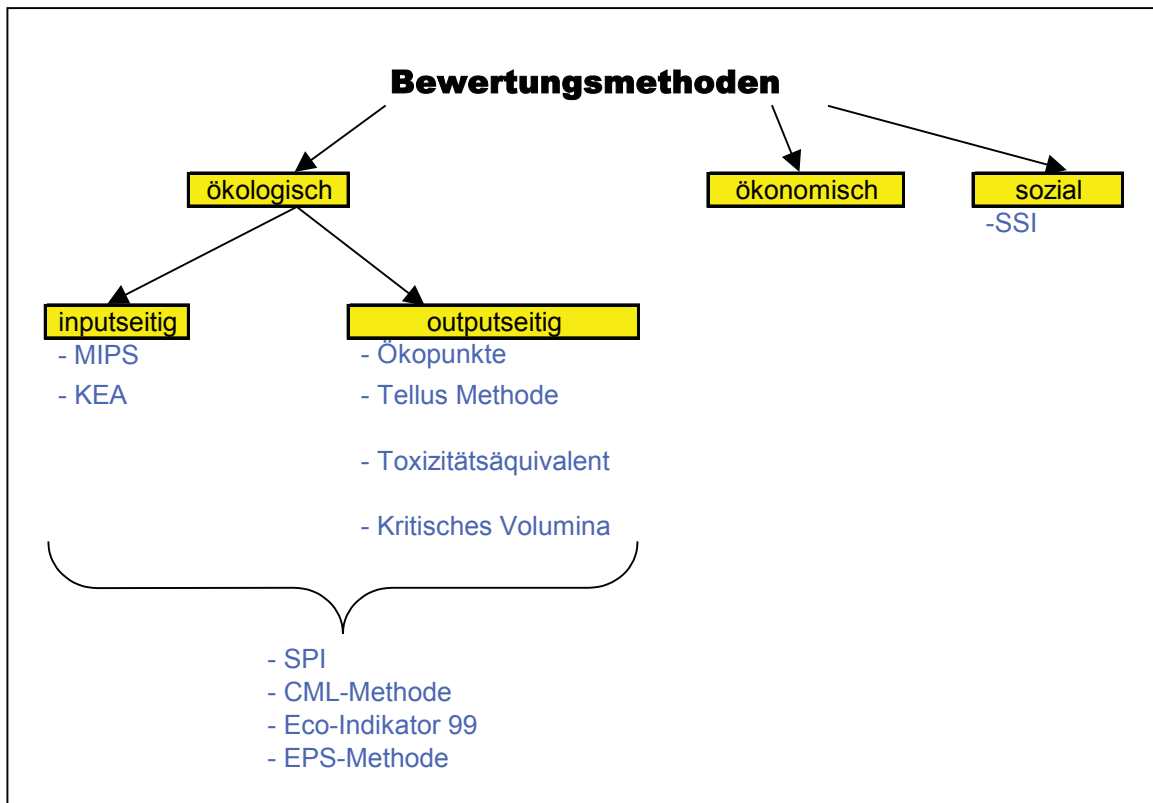 Bewertungsmethoden
ökologisch
ökonomisch
sozial
-SSI
inputseitig
- MIPS
- KEA
outputseitig
- Ökopunkte
- Tellus Methode
- Toxizitätsäquivalent
- Kritisches Volumina
- SPI
- CML-Methode
- Eco-Indikator 99
- EPS-Methode